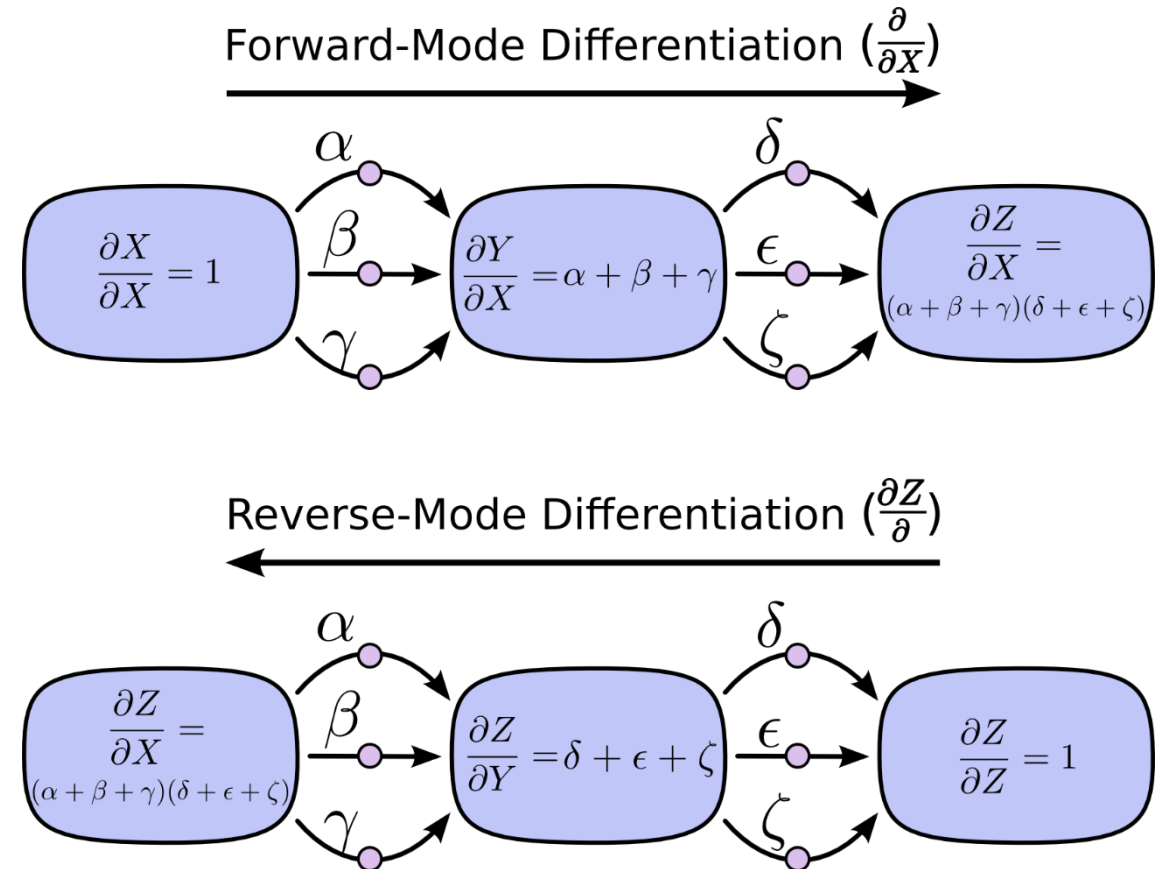 Forward-Mode Differentiation (∂/∂X)
α δ
β ϵ
γ ζ
∂X/∂X = 1
∂Y/∂X = α + β + γ
∂Z/∂X =
(α + β + γ)(δ + ϵ + ζ)
Reverse-Mode Differentiation (∂Z/∂)
α δ
β ϵ
γ ζ
∂Z/∂X =
(α + β + γ)(δ + ϵ + ζ)
∂Z/∂Y = δ + ϵ + ζ
∂Z/∂Z = 1